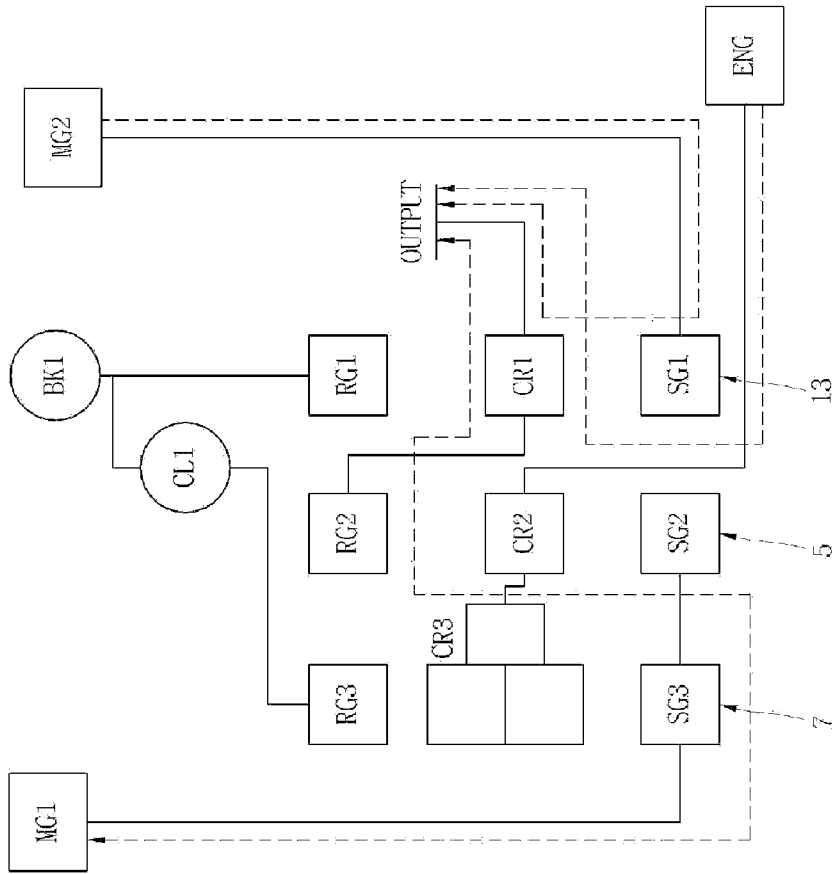 MG1
MG2
BK1
CL1
RG3
RG2
RG1
OUTPUT
CR3
CR2
CR1
ENG
SG3
SG2
SG1
7
5
13